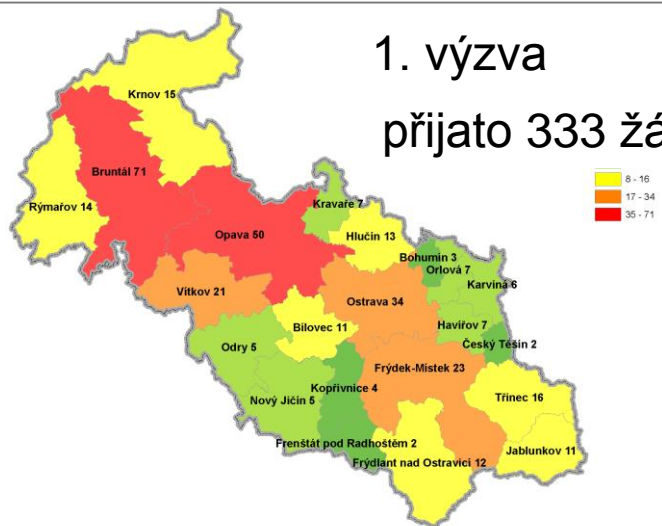 1. výzva
přijato 333
8 - 16
17 - 34
35 - 71
Krnov 15
Bruntál 71
Rýmařov 14
Kravaře 7
Opava 50
Hlučín 13
Bohumín 3
Orlová 7
Karviná 6
Vítkov 21
Ostrava 34
Bílovec 11
Havířov 7
Český Těšín 2
Odry 5
Frýdek-Místek 23
Kopřivnice 4
Nový Jičín 5
Třinec 16
Frenštát pod Radhoštěm 2
Jablunkov 11
Frýdlant nad Ostravicí 12